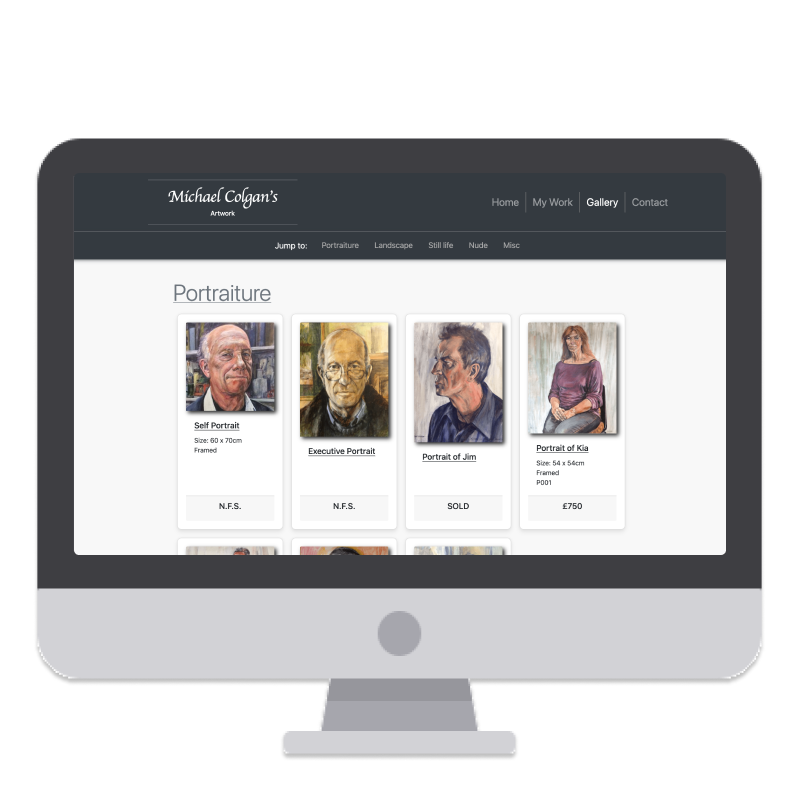 Michael Colgan's
Artwork
Home
My Work
Gallery
Contact
Jump to:
Portraiture
Landscape
Still life
Nude
Misc
Portraiture
Self Portrait
Size: 60 x 70cm
Framed
N.F.S.
Executive Portrait
N.F.S.
Portrait of Jim
SOLD
Portrait of Kia
Size: 54 x 54cm
Framed
P001
£750